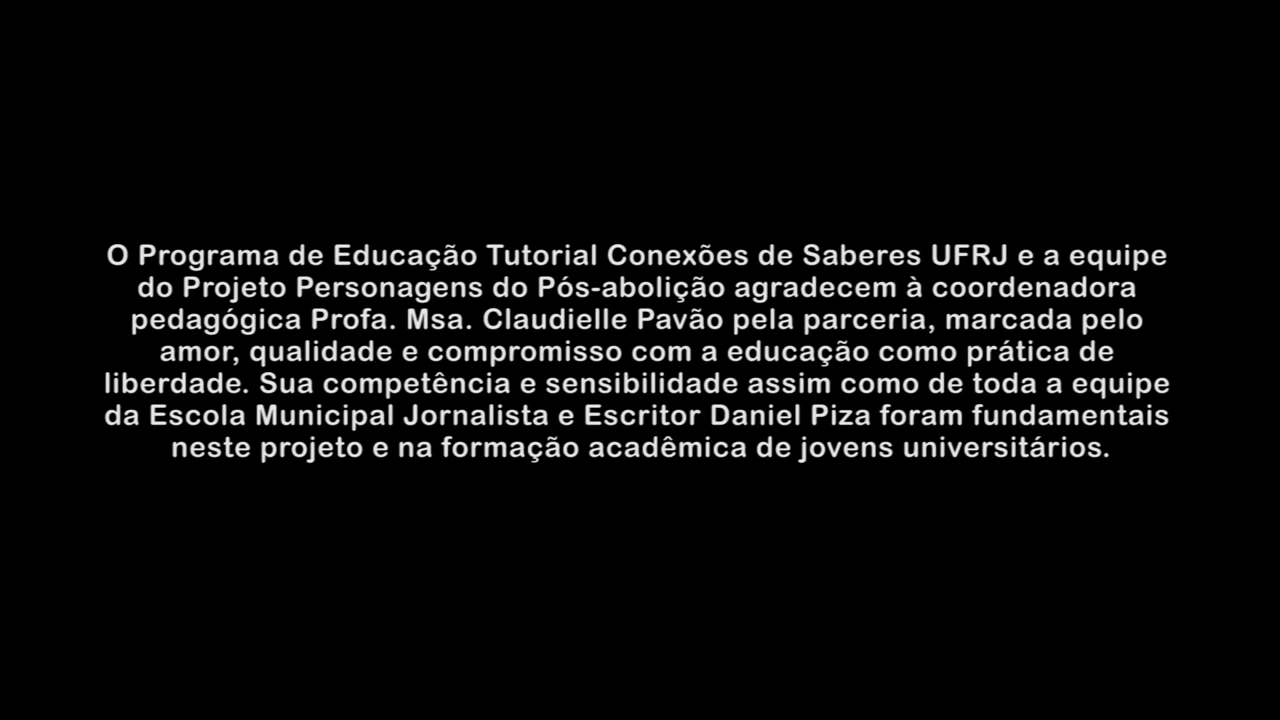 O Programa de Educação Tutorial Conexões de Saberes UFRJ e a equipe
do Projeto Personagens do Pós-abolição agradecem à coordenadora
pedagógica Profa. Msa. Claudielle Pavão pela parceria, marcada pelo
amor, qualidade e compromisso com a educação como prática de
liberdade. Sua competência e sensibilidade assim como de toda a equipe
da Escola Municipal Jornalista e Escritor Daniel Piza foram fundamentais
neste projeto e na formação acadêmica de jovens universitários.